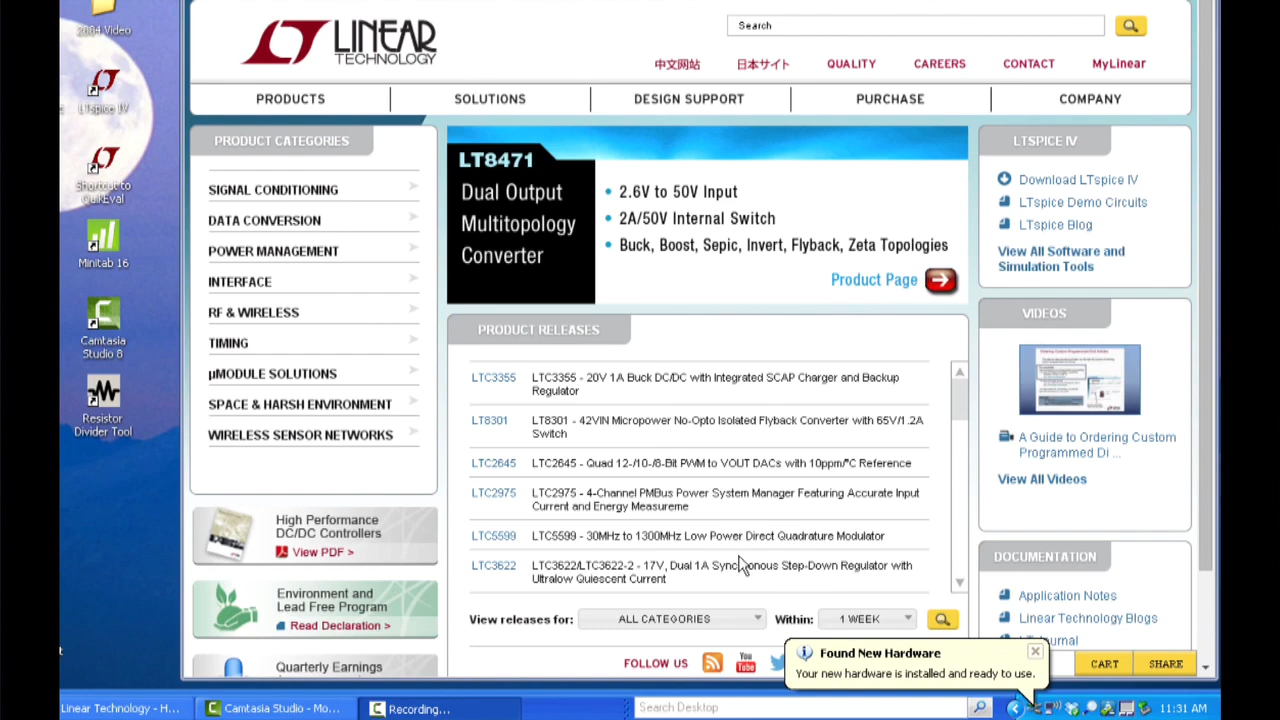 2084 Video
LTspice IV
Shortcut to
QuikEval
Minitab 16
Camtasia
Studio 8
Resistor
Divider Tool
LINEAR
TECHNOLOGY
Search
中文网站
日本サイト
QUALITY
CAREERS
CONTACT
MyLinear
PRODUCTS
SOLUTIONS
DESIGN SUPPORT
PURCHASE
COMPANY
PRODUCT CATEGORIES
SIGNAL CONDITIONING
DATA CONVERSION
POWER MANAGEMENT
INTERFACE
RF & WIRELESS
TIMING
µMODULE SOLUTIONS
SPACE & HARSH ENVIRONMENT
WIRELESS SENSOR NETWORKS
High Performance
DC/DC Controllers
View PDF >
Environment and
Lead Free Program
Read Declaration >
Quarterly Earnings
LT8471
Dual Output
Multitopology
Converter
2.6V to 50V Input
2A/50V Internal Switch
Buck, Boost, Sepic, Invert, Flyback, Zeta Topologies
Product Page
PRODUCT RELEASES
LTC3355 LTC3355 - 20V 1A Buck DC/DC with Integrated SCAP Charger and Backup
Regulator
LT8301 LT8301 - 42VIN Micropower No-Opto Isolated Flyback Converter with 65V/1.2A
Switch
LTC2645 LTC2645 - Quad 12-/10-/8-Bit PWM to VOUT DACs with 10ppm/°C Reference
LTC2975 LTC2975 - 4-Channel PMBus Power System Manager Featuring Accurate Input
Current and Energy Measureme
LTC5599 LTC5599 - 30MHz to 1300MHz Low Power Direct Quadrature Modulator
LTC3622 LTC3622/LTC3622-2 - 17V, Dual 1A Synchronous Step-Down Regulator with
Ultralow Quiescent Current
View releases for: ALL CATEGORIES Within: 1 WEEK
FOLLOW US
You
Tube
LTSPICE IV
Download LTspice IV
LTspice Demo Circuits
LTspice Blog
View All Software and
Simulation Tools
VIDEOS
A Guide to Ordering Custom
Programmed Di ...
View All Videos
DOCUMENTATION
Application Notes
Linear Technology Blogs
LT Journal
CART
SHARE
Found New Hardware
Your new hardware is installed and ready to use.
Linear Technology - H...
Camtasia Studio - Mo...
Recording...
Search Desktop
11:31 AM